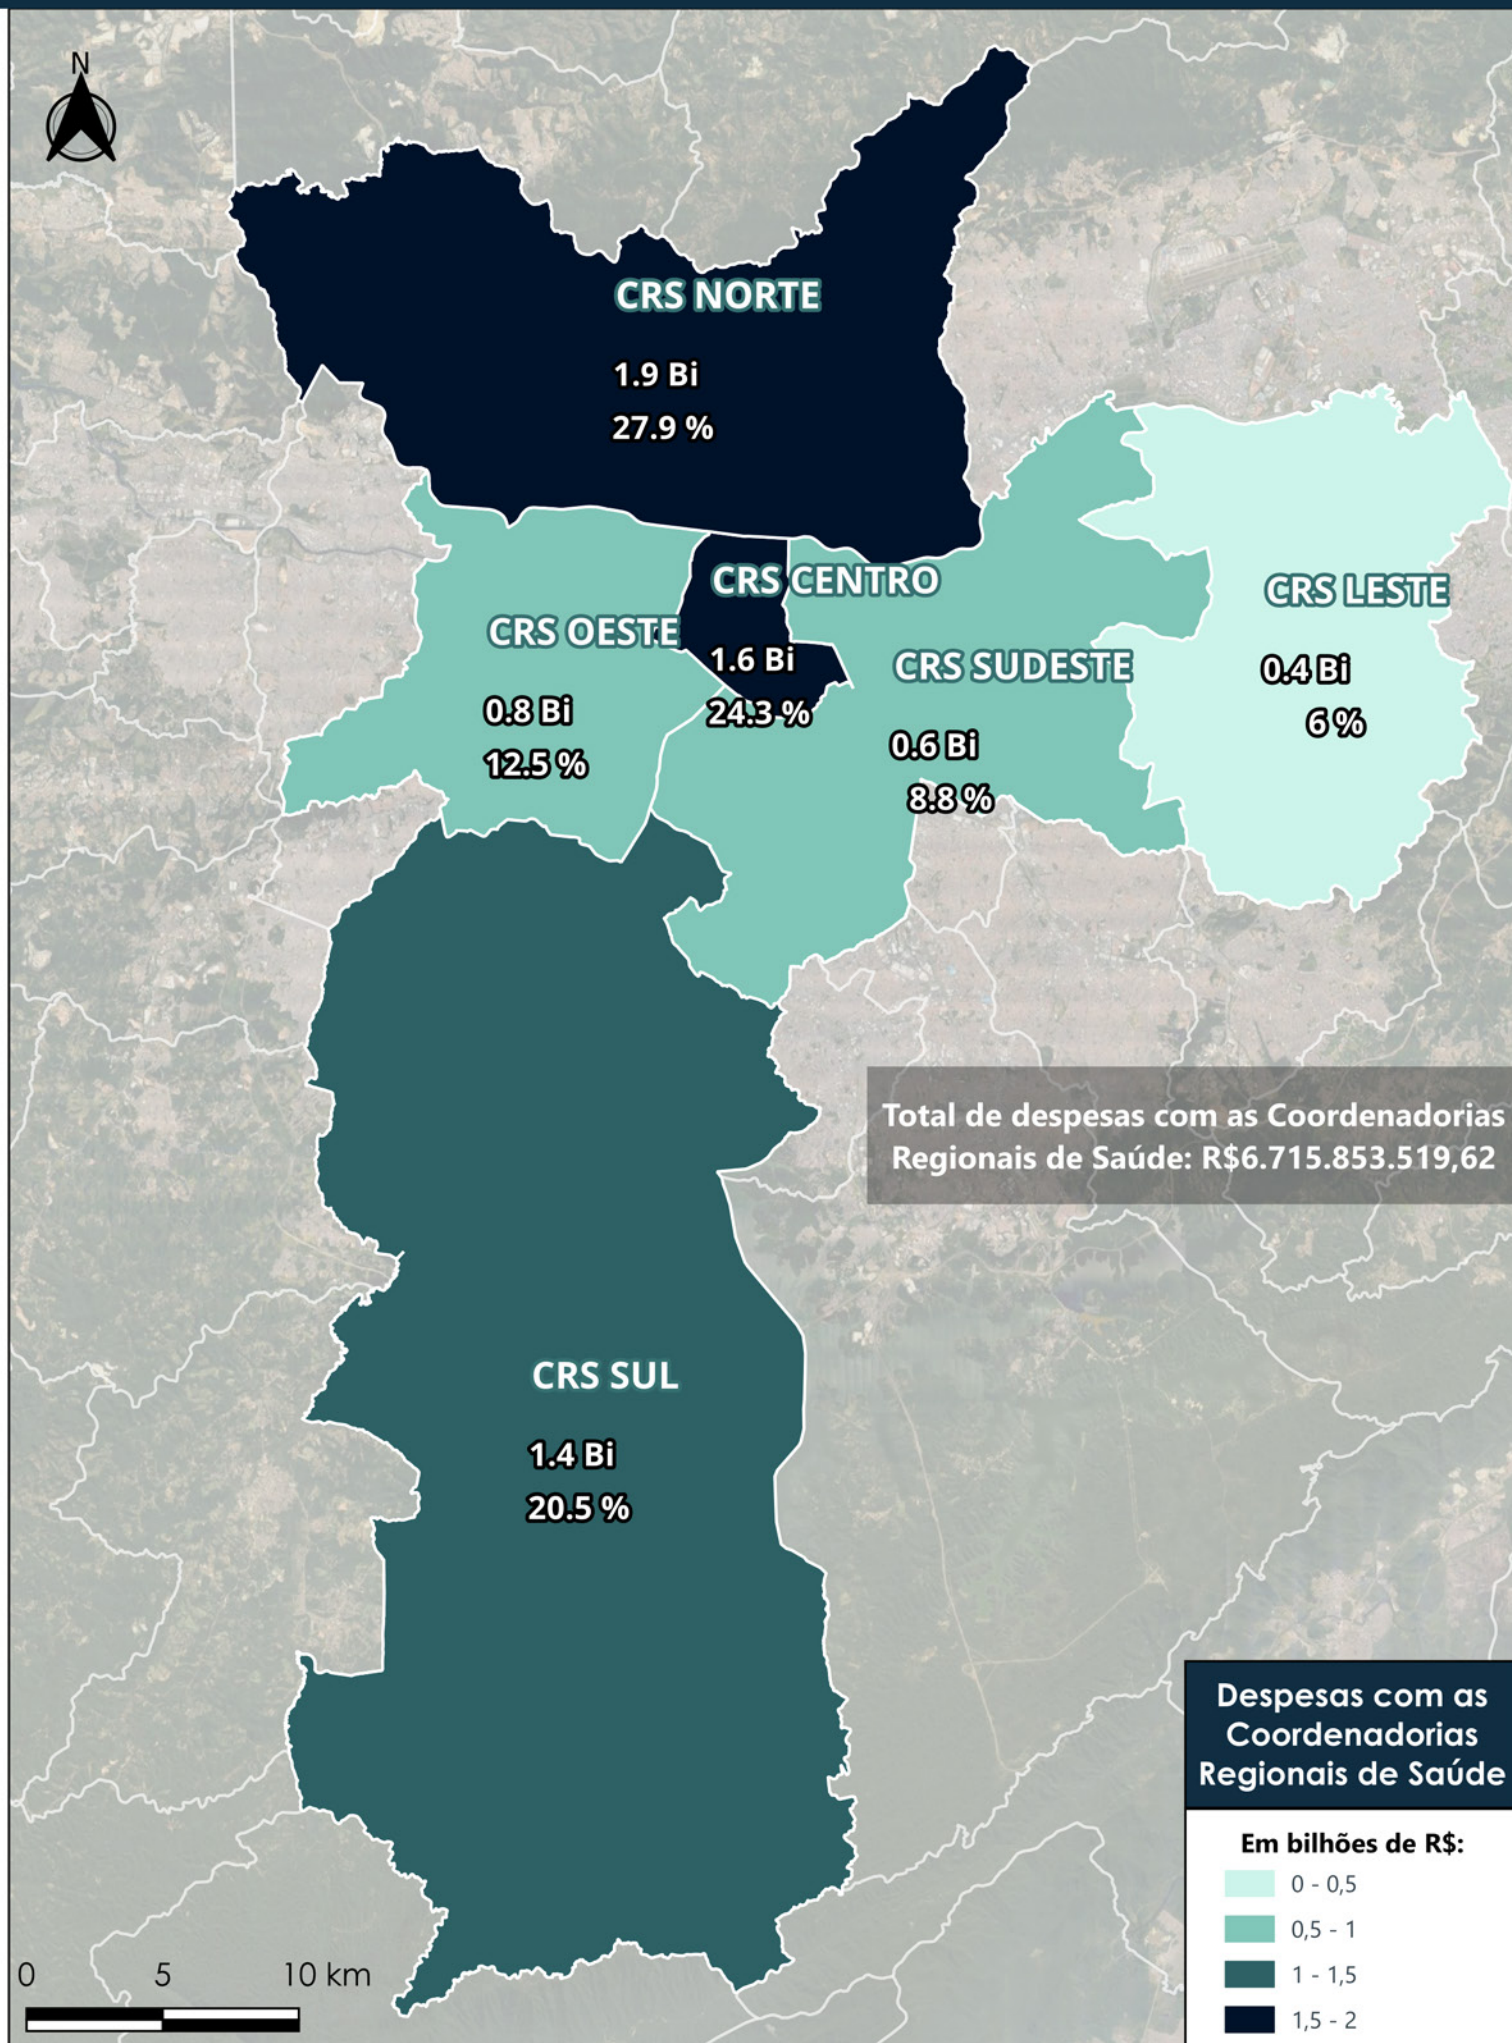 N
CRS NORTE
1.9 Bi
27.9 %
CRS CENTRO
1.6 Bi
24.3 %
CRS OESTE
0.8 Bi
12.5 %
CRS SUDESTE
0.6 Bi
8.8 %
CRS LESTE
0.4 Bi
6 %
Total de despesas com as Coordenadorias
Regionais de Saúde: R$6.715.853.519,62
CRS SUL
1.4 Bi
20.5 %
Despesas com as
Coordenadorias
Regionais de Saúde
Em bilhões de R$:
0 - 0,5
0,5 - 1
1 - 1,5
1,5 - 2
0 5 10 km